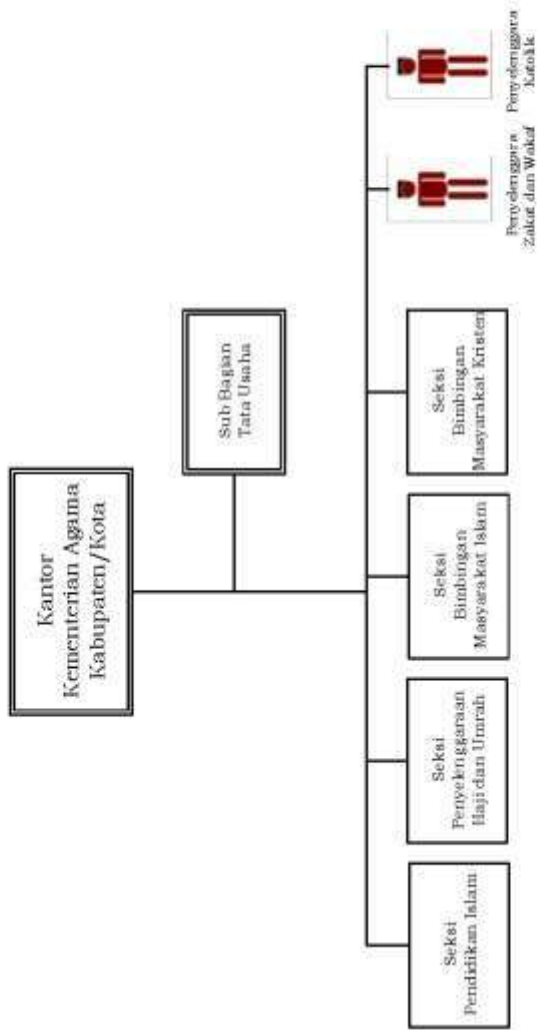 Kantor
Kementerian Agama
Kabupaten/Kota
Sub Bagian
Tata Usaha
Seksi
Pendidikan Islam
Seksi
Penyelenggaraan
Haji dan Umrah
Seksi
Bimbingan
Masyarakat Islam
Seksi
Bimbingan
Masyarakat Kristen
Penyelenggara
Zakat dan Wakaf
Penyelenggara
Katolik